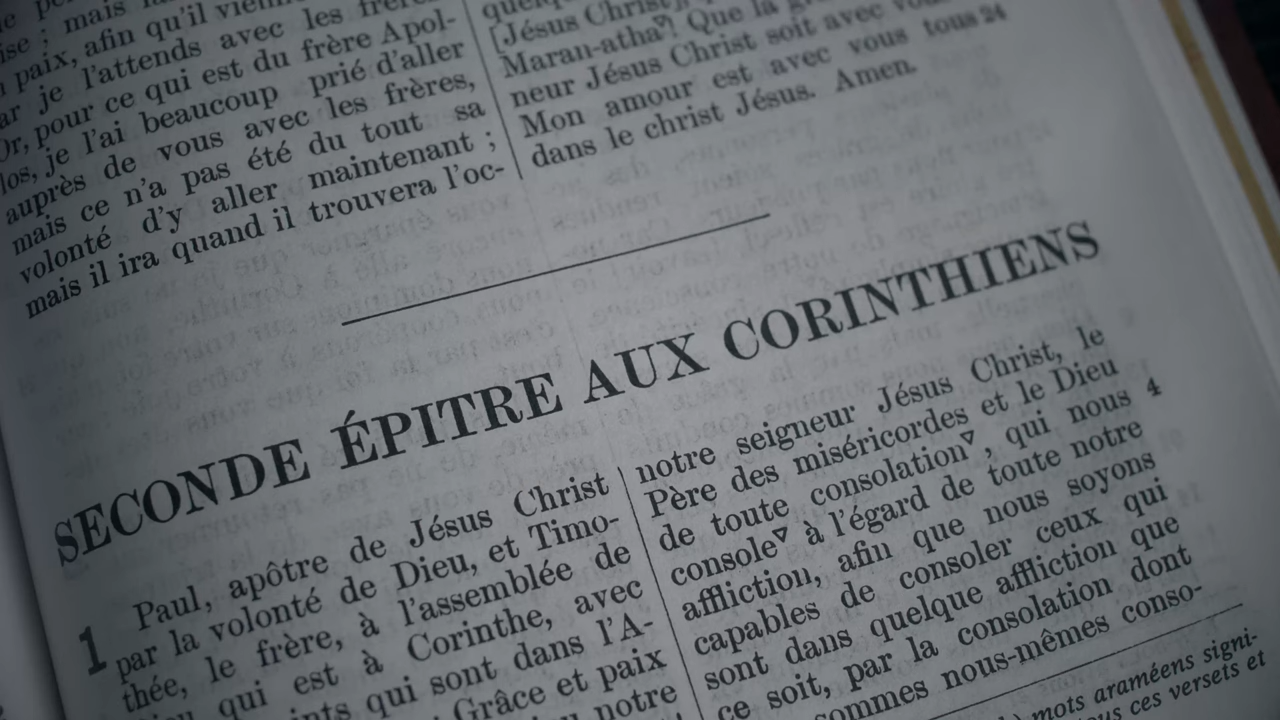 mais
ise ; mais
paix, afin qu'il
je l'attends avec les frères
Or, pour ce qui est du frère Apol-
los, je l'ai beaucoup prié d'aller
auprès de vous avec les frères,
mais ce n'a pas été du tout sa
volonté d'y aller maintenant ;
mais il ira quand il trouvera l'oc-
[Jésus Christ],
Maran-atha▽! Que la
neur Jésus Christ soit avec
Mon amour est avec vous tous 24
dans le christ Jésus. Amen.
SECONDE ÉPITRE AUX CORINTHIENS
1 Paul, apôtre de Jésus Christ
par la volonté de Dieu, et Timo-
thée, le frère, à l'assemblée de
qui est à Corinthe, avec
qui sont dans l'A-
Grâce et paix
notre
notre seigneur Jésus Christ, le
Père des miséricordes et le Dieu
de toute consolation▽, qui nous 4
console▽ à l'égard de toute notre
affliction, afin que nous soyons
capables de consoler ceux qui
sont dans quelque affliction que
ce soit, par la consolation dont
sommes nous-mêmes conso-
mots araméens signi-
ces versets et